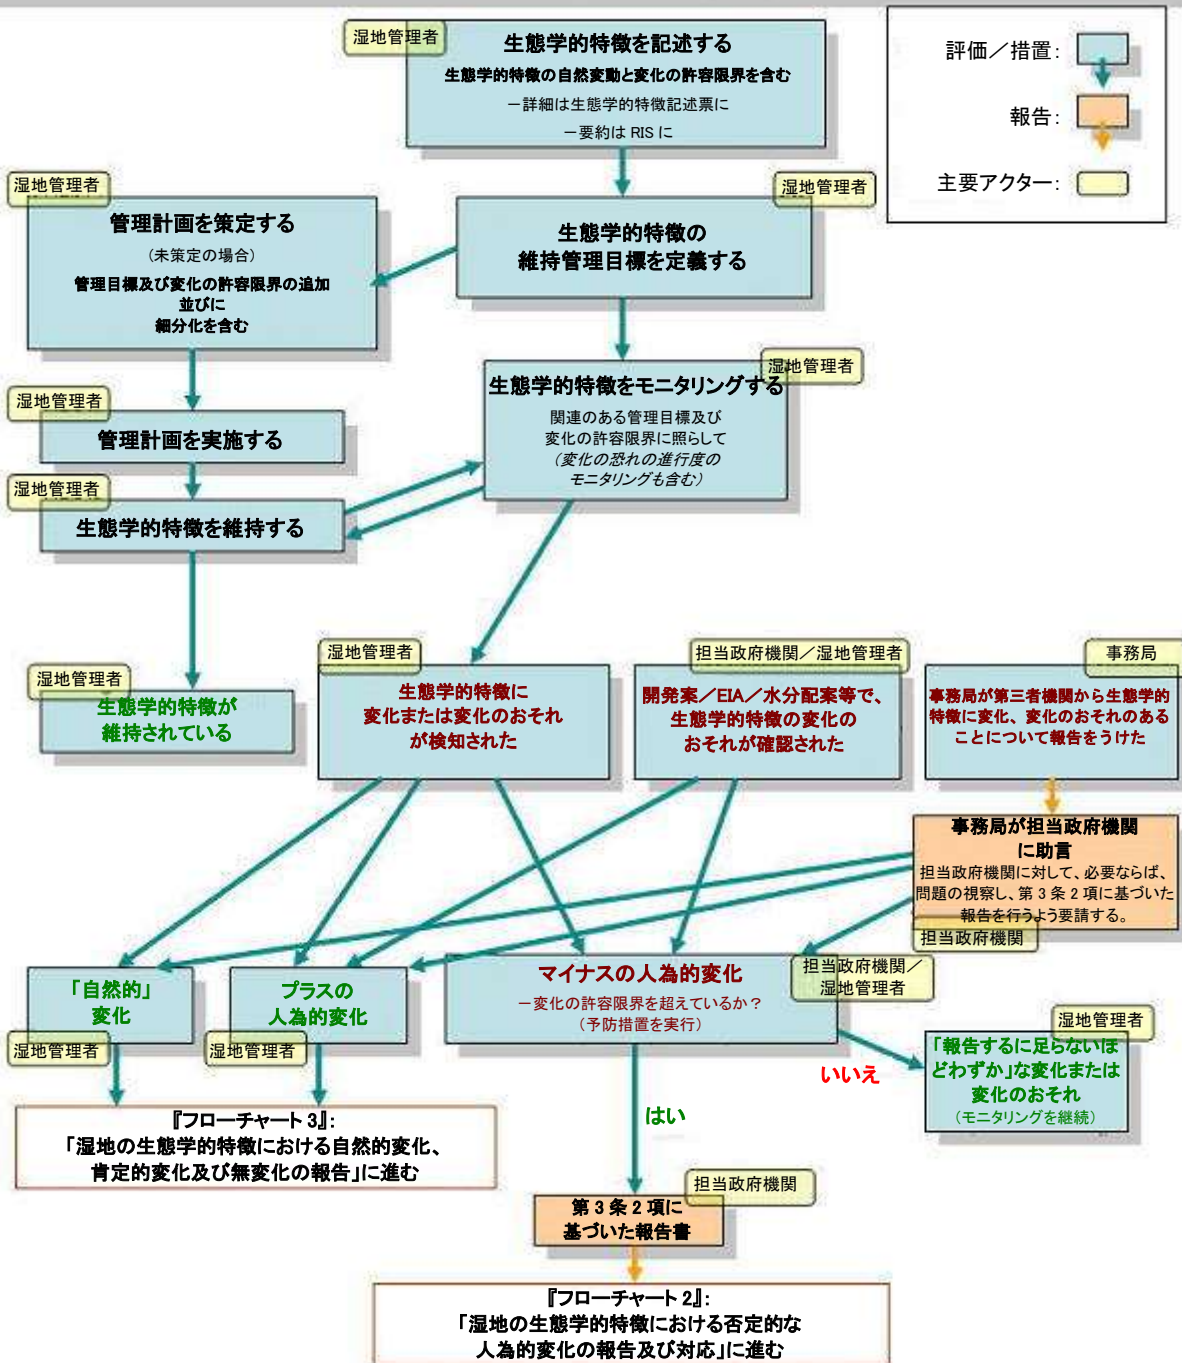 湿地管理者
生態学的特徴を記述する
生態学的特徴の自然変動と変化の許容限界を含む
－詳細は生態学的特徴記述票に
－要約は RIS に
評価／措置：
報告：
主要アクター：
湿地管理者
管理計画を策定する
（未策定の場合）
管理目標及び変化の許容限界の追加
並びに
細分化を含む
湿地管理者
生態学的特徴の
維持管理目標を定義する
湿地管理者
生態学的特徴をモニタリングする
関連のある管理目標及び
変化の許容限界に照らして
（変化の恐れの進行度の
モニタリングも含む）
湿地管理者
管理計画を実施する
湿地管理者
生態学的特徴を維持する
湿地管理者
生態学的特徴が
維持されている
湿地管理者
生態学的特徴に
変化または変化のおそれ
が検知された
担当政府機関／湿地管理者
開発案／EIA／水分配案等で、
生態学的特徴の変化の
おそれが確認された
事務局
事務局が第三者機関から生態学的
特徴に変化、変化のおそれのある
ことについて報告をうけた
事務局が担当政府機関
に助言
担当政府機関に対して、必要ならば、
問題の視察し、第 3 条 2 項に基づいた
報告を行うよう要請する。
担当政府機関
「自然的」
変化
湿地管理者
プラスの
人為的変化
湿地管理者
マイナスの人為的変化
－変化の許容限界を超えているか？
（予防措置を実行）
担当政府機関／
湿地管理者
いいえ
はい
湿地管理者
「報告するに足らないほ
どわずか」な変化または
変化のおそれ
（モニタリングを継続）
『フローチャート 3』：
「湿地の生態学的特徴における自然的変化、
肯定的変化及び無変化の報告」に進む
担当政府機関
第 3 条 2 項に
基づいた報告書
『フローチャート 2』：
「湿地の生態学的特徴における否定的な
人為的変化の報告及び対応」に進む